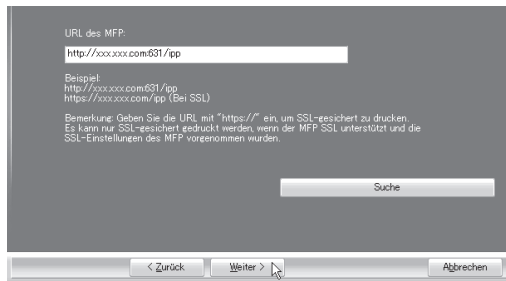 URL des MFP:
http://xxx.xxx.com:631/ipp
Beispiel:
http://xxx.xxx.com:631/ipp
https://xxx.xxx.com/ipp (Bei SSL)
Bemerkung: Geben Sie die URL mit "https://" ein, um SSL-gesichert zu drucken.
Es kann nur SSL-gesichert gedruckt werden, wenn der MFP SSL unterstützt und die
SSL-Einstellungen des MFP vorgenommen wurden.
Suche
< Zurück Weiter > Abbrechen